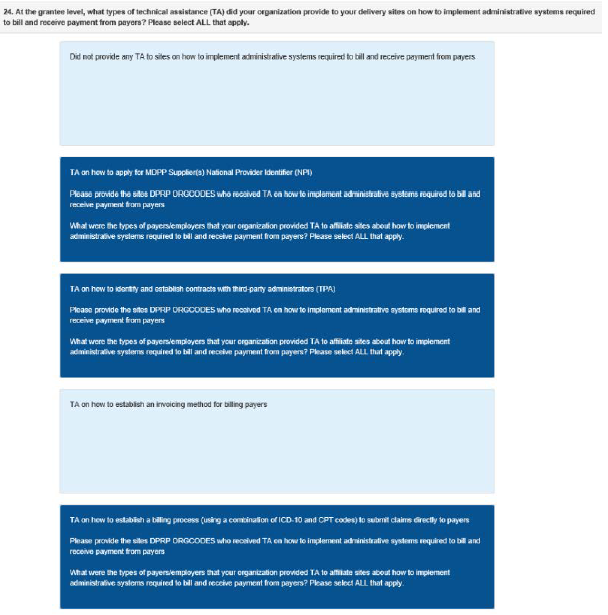 24. At the grantee level, what types of technical assistance (TA) did your organization provide to your delivery sites on how to implement administrative systems required
to bill and receive payment from payers? Please select ALL that apply.
Did not provide any TA to sites on how to implement administrative systems required to bill and receive payment from payers
TA on how to apply for MDPP Supplier(s) National Provider Identifier (NPI)
Please provide the sites DPRP ORGCODES who received TA on how to implement administrative systems required to bill and
receive payment from payers
What were the types of payers/employers that your organization provided TA to affiliate sites about how to implement
administrative systems required to bill and receive payment from payers? Please select ALL that apply.
TA on how to identify and establish contracts with third-party administrators (TPA)
Please provide the sites DPRP ORGCODES who received TA on how to implement administrative systems required to bill and
receive payment from payers
What were the types of payers/employers that your organization provided TA to affiliate sites about how to implement
administrative systems required to bill and receive payment from payers? Please select ALL that apply.
TA on how to establish an invoicing method for billing payers
TA on how to establish a billing process (using a combination of ICD-10 and CPT codes) to submit claims directly to payers
Please provide the sites DPRP ORGCODES who received TA on how to implement administrative systems required to bill and
receive payment from payers
What were the types of payers/employers that your organization provided TA to affiliate sites about how to implement
administrative systems required to bill and receive payment from payers? Please select ALL that apply.